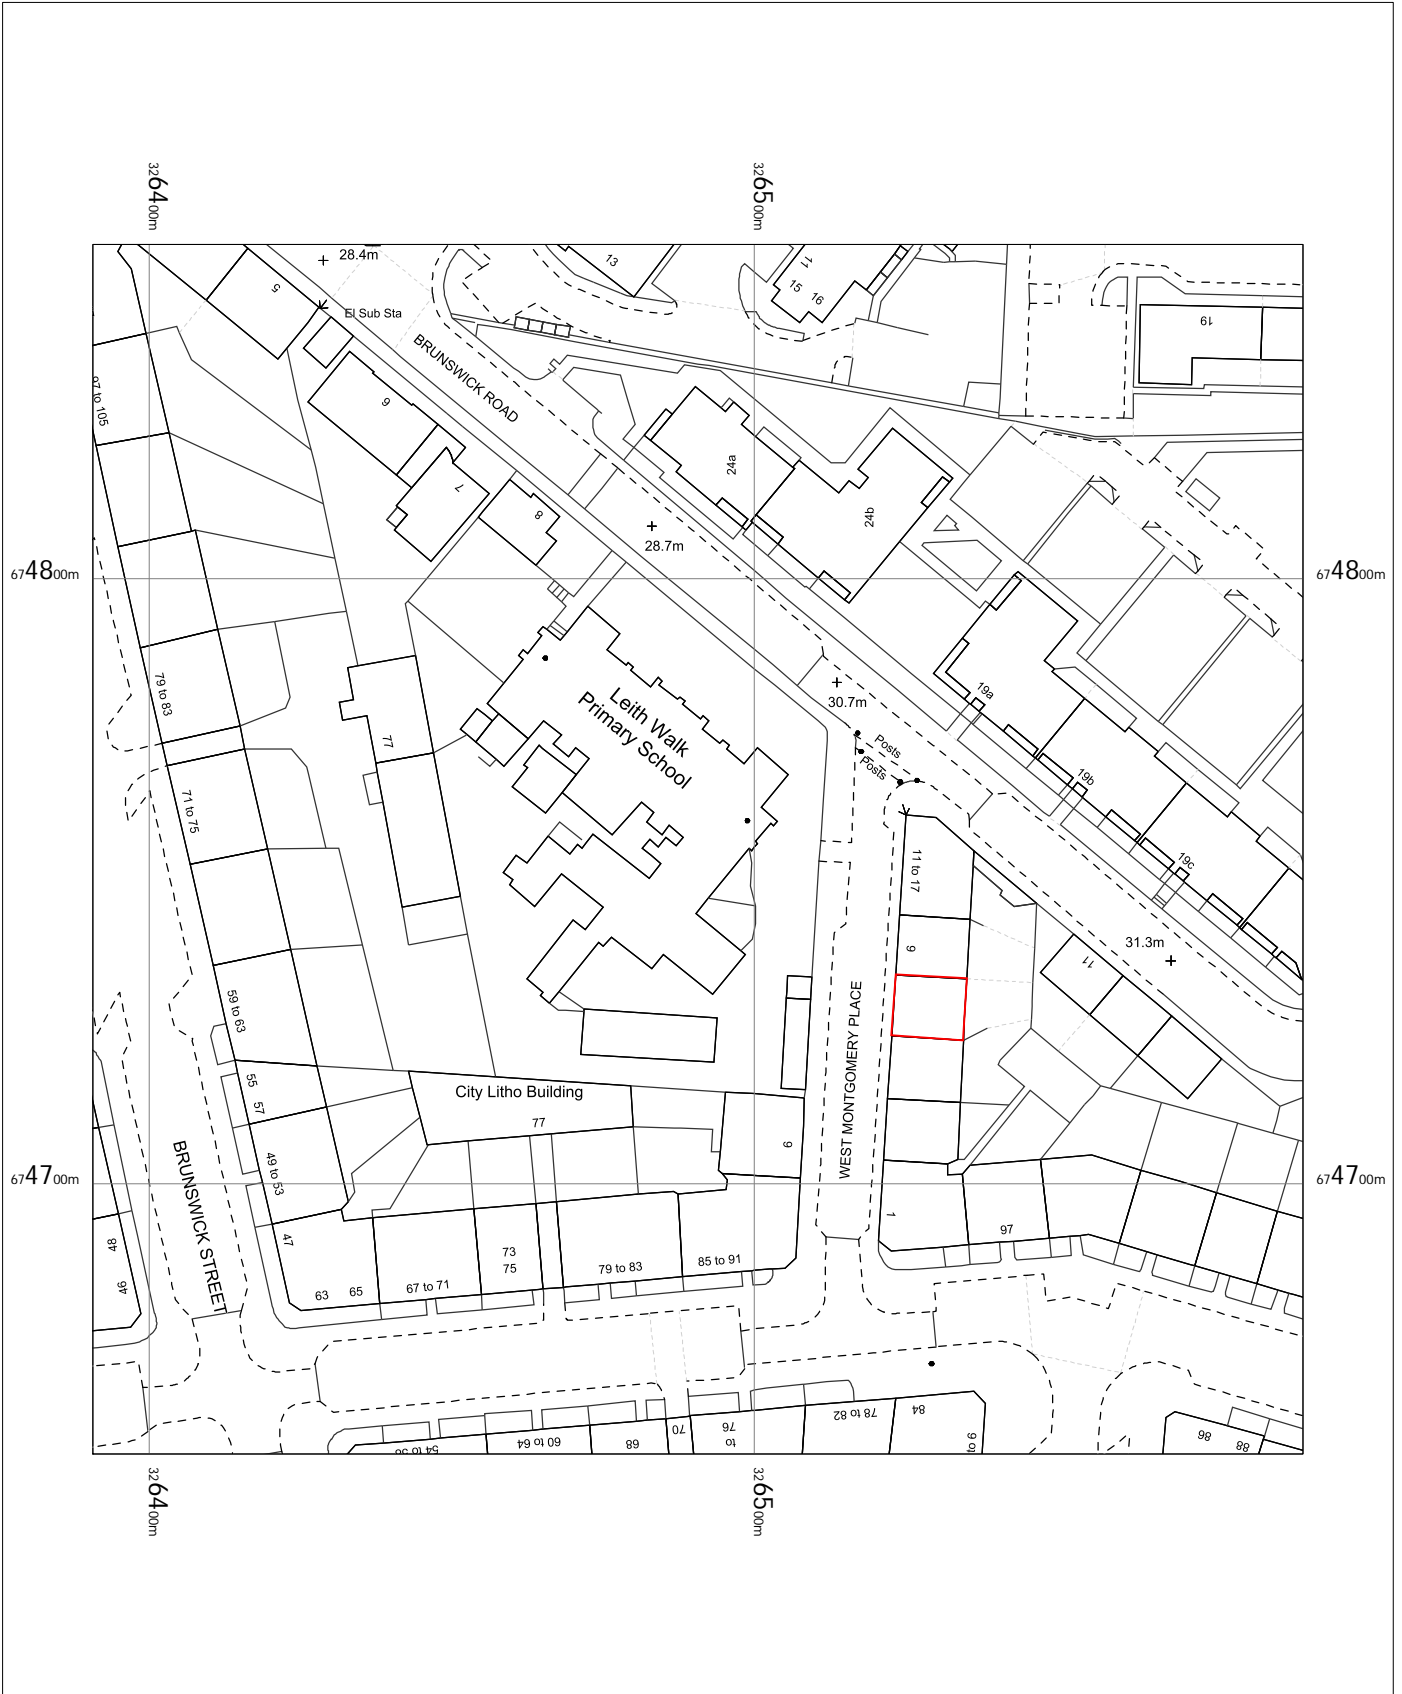 326400m
326500m
28.4m
5
El Sub Sta
BRUNSWICK ROAD
13
11
15
16
19
97 to 105
6
7
8
24a
24b
28.7m
674800m
674800m
79 to 83
77
Leith Walk
Primary School
30.7m
Posts
Posts
19a
19b
19c
71 to 75
11 to 17
9
31.3m
11
59 to 63
WEST MONTGOMERY PLACE
55
57
City Litho Building
77
6
49 to 53
BRUNSWICK STREET
674700m
674700m
47
48
46
1
97
63
65
67 to 71
73
75
79 to 83
85 to 91
60 to 64
68
70
76
to
78 to 82
84
86
88
326400m
326500m